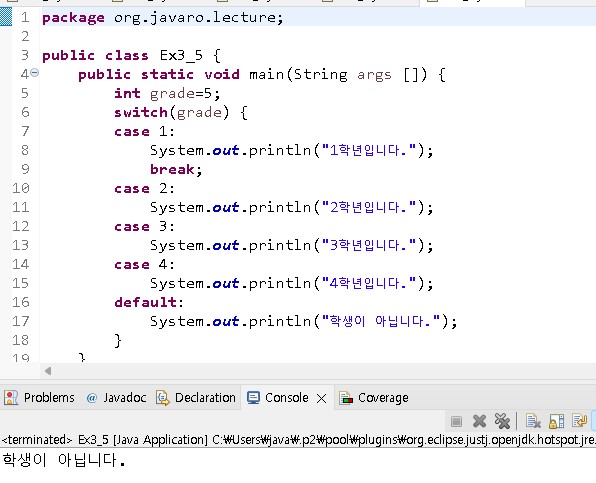 1 package org.javaro.lecture;
2
3 public class Ex3_5 {
4 public static void main(String args []) {
5 int grade=5;
6 switch(grade) {
7 case 1:
8 System.out.println("1학년입니다.");
9 break;
10 case 2:
11 System.out.println("2학년입니다.");
12 case 3:
13 System.out.println("3학년입니다.");
14 case 4:
15 System.out.println("4학년입니다.");
16 default:
17 System.out.println("학생이 아닙니다.");
18 }
19 }
Problems @ Javadoc Declaration Console Coverage
<terminated> Ex3_5 [Java Application] C:₩Users₩java₩.p2₩pool₩plugins₩org.eclipse.justj.openjdk.hotspot.jre.
학생이 아닙니다.